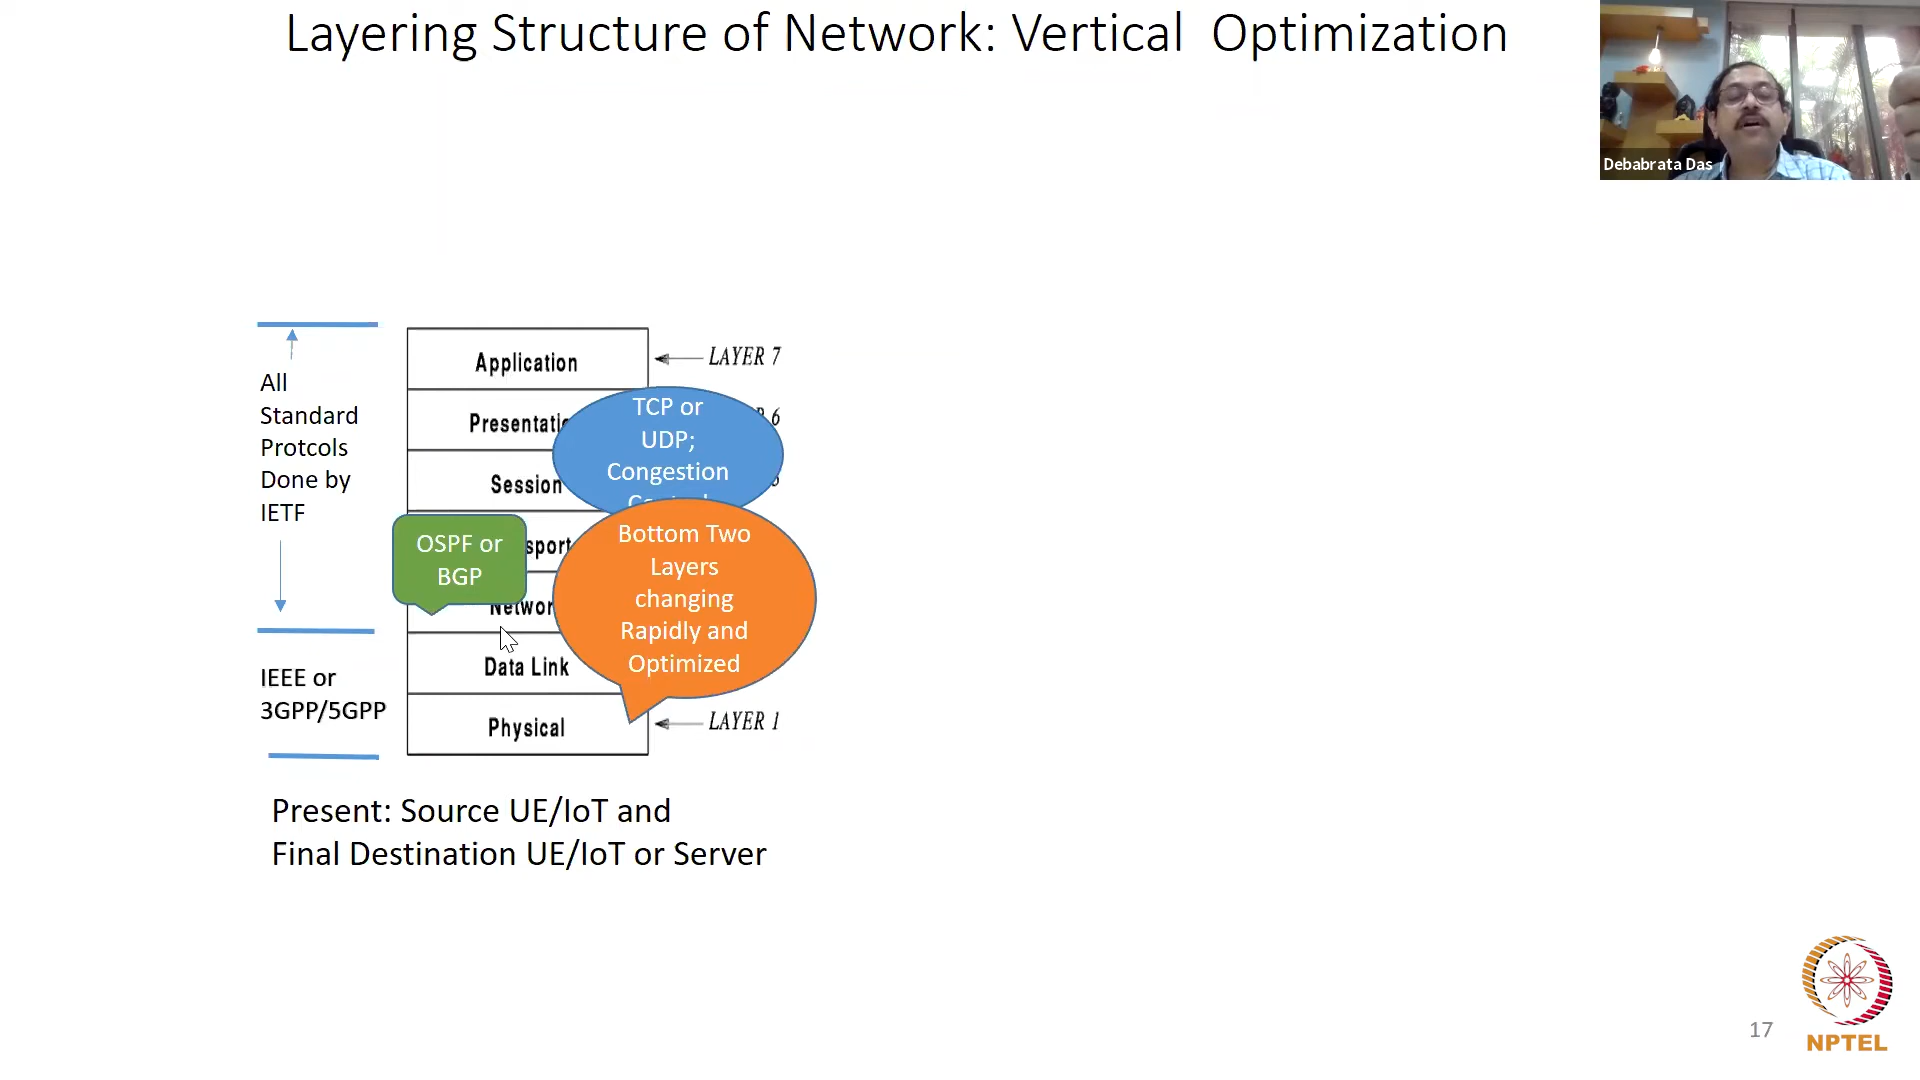 Layering Structure of Network: Vertical Optimization
Debabrata Das
All
Standard
Protcols
Done by
IETF
IEEE or
3GPP/5GPP
Application
LAYER 7
Session
Data Link
Physical
LAYER 1
TCP or
UDP;
Congestion
OSPF or
BGP
Bottom Two
Layers
changing
Rapidly and
Optimized
Present: Source UE/IoT and
Final Destination UE/IoT or Server
17
NPTEL